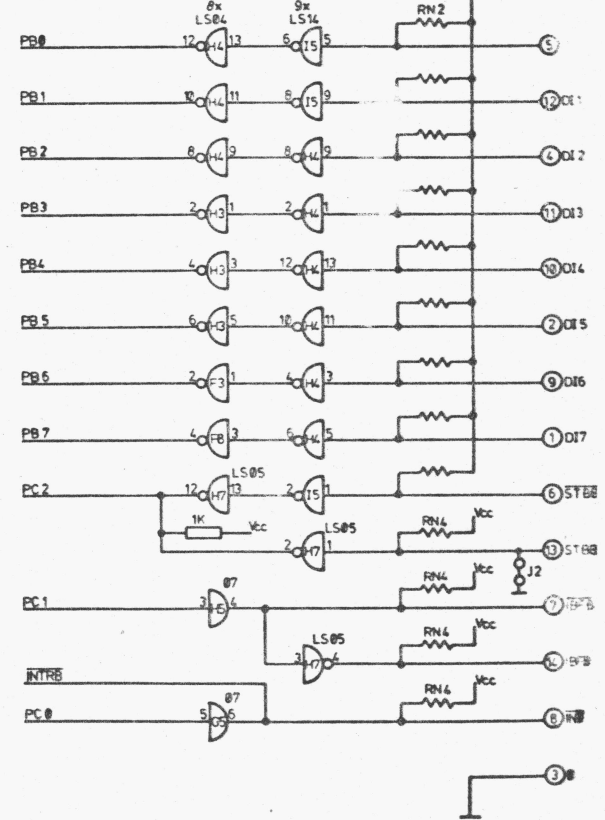 8x 9x RN2
LS04 LS14
PB0 12 H4 13 6 I5 5 5
PB1 10 H4 11 8 I5 9 12 DI1
PB2 8 H4 9 8 H4 9 4 DI2
PB3 2 H3 1 2 H4 1 11 DI3
PB4 4 H3 3 12 H4 13 10 DI4
PB5 6 H3 5 10 H4 11 2 DI5
PB6 2 F3 1 4 H4 3 9 DI6
PB7 4 F8 3 6 H4 5 1 DI7
LS05
PC2 12 H7 13 2 I5 1 6
1K Vcc LS05 RN4 Vcc
2 H7 1 13
J2
07 RN4 Vcc
PC1 3 4 7
LS05 RN4 Vcc
3 H7 4 14
INTRB
07 RN4 Vcc
PC0 5 G5 6 8
3